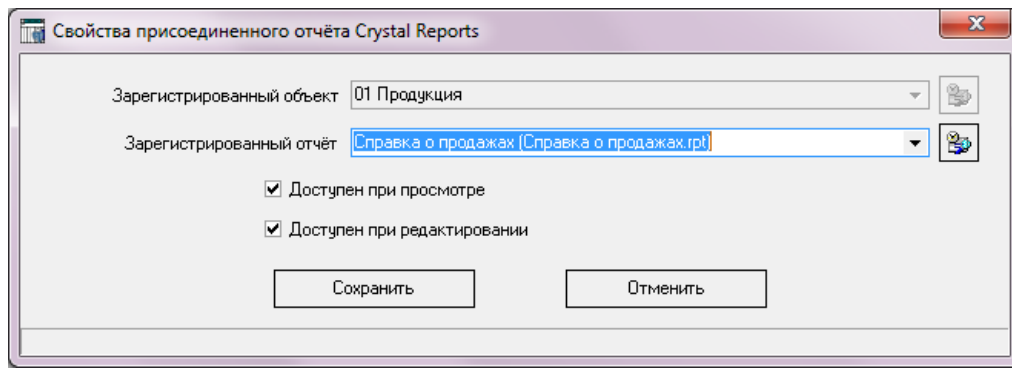 Свойства присоединенного отчёта Crystal Reports
Зарегистрированный объект 01 Продукция
Зарегистрированный отчёт Справка о продажах (Справка о продажах.rpt)
Доступен при просмотре
Доступен при редактировании
Сохранить Отменить